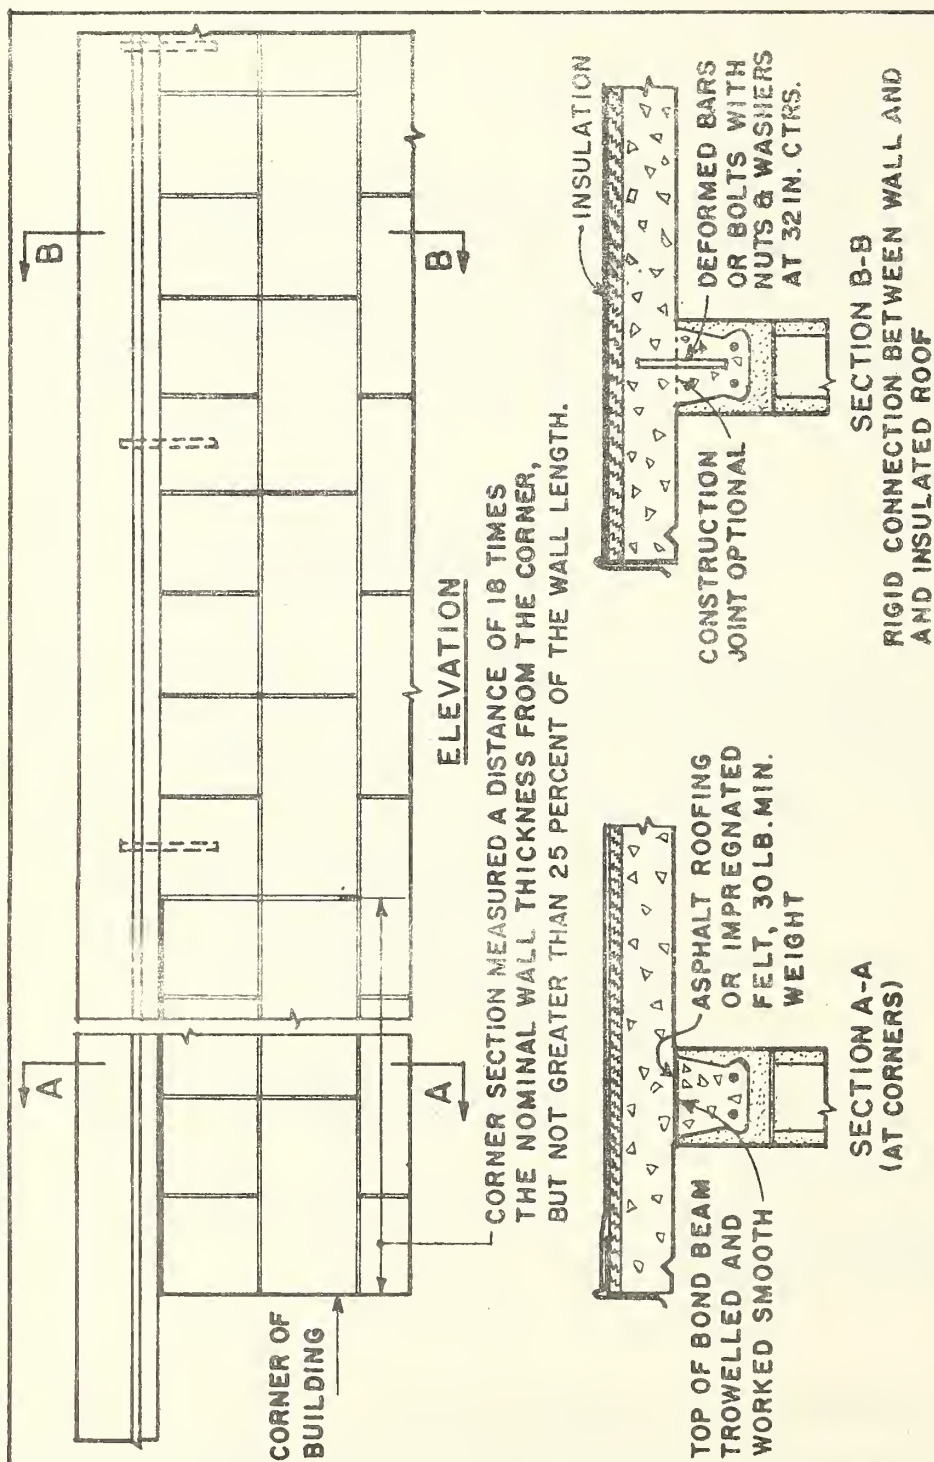 B
B
A
A
ELEVATION
CORNER OF
BUILDING
CORNER SECTION MEASURED A DISTANCE OF 18 TIMES
THE NOMINAL WALL THICKNESS FROM THE CORNER,
BUT NOT GREATER THAN 25 PERCENT OF THE WALL LENGTH.
TOP OF BOND BEAM
TROWELLED AND
WORKED SMOOTH
ASPHALT ROOFING
OR IMPREGNATED
FELT, 30LB. MIN.
WEIGHT
SECTION A-A
(AT CORNERS)
INSULATION
CONSTRUCTION
JOINT OPTIONAL
DEFORMED BARS
OR BOLTS WITH
NUTS & WASHERS
AT 32 IN. CTRS.
SECTION B-B
RIGID CONNECTION BETWEEN WALL AND
AND INSULATED ROOF